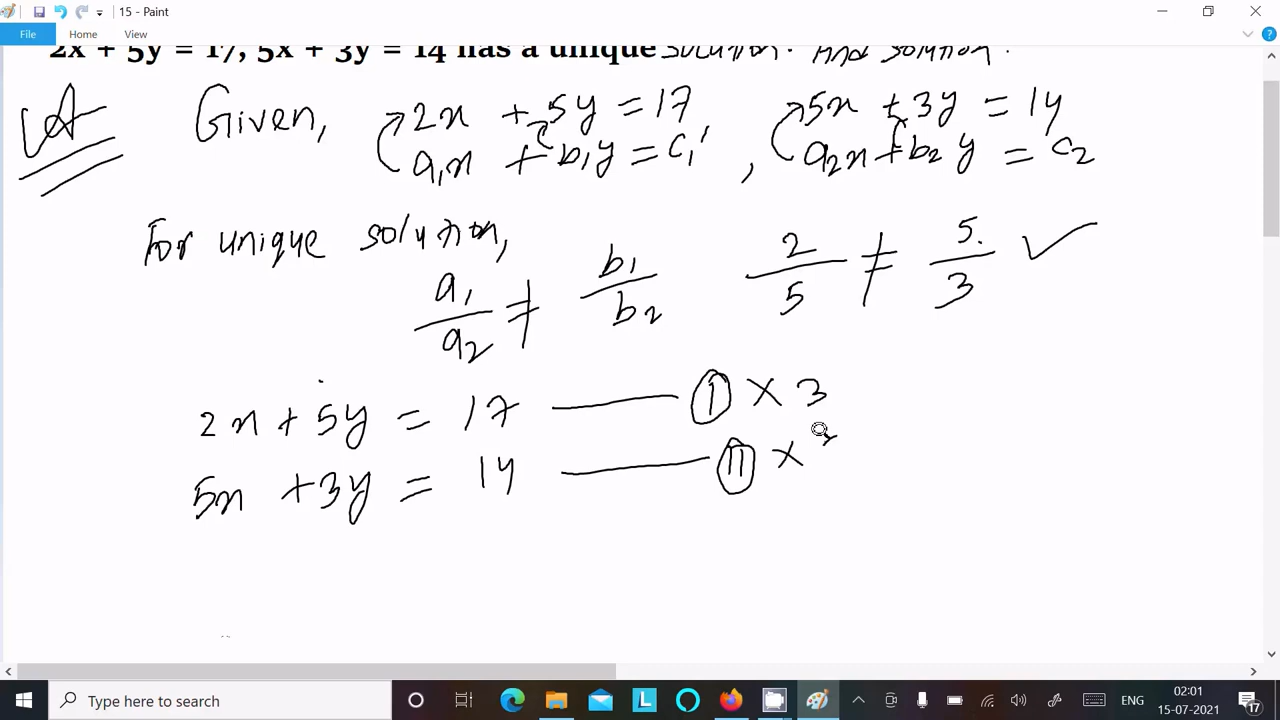 15 - Paint
File Home View
2x + 5y = 17, 5x + 3y = 14 has a unique solution. And solution.
A Given, 2x + 5y = 17, 5x + 3y = 14
a1x + b1y = c1, a2x + b2y = c2
For unique solution,
a1/a2 ≠ b1/b2 2/5 ≠ 5/3 ✓
2x + 5y = 17 —— I × 3
5x + 3y = 14 —— II ×
Type here to search
L
ENG
02:01
15-07-2021
17